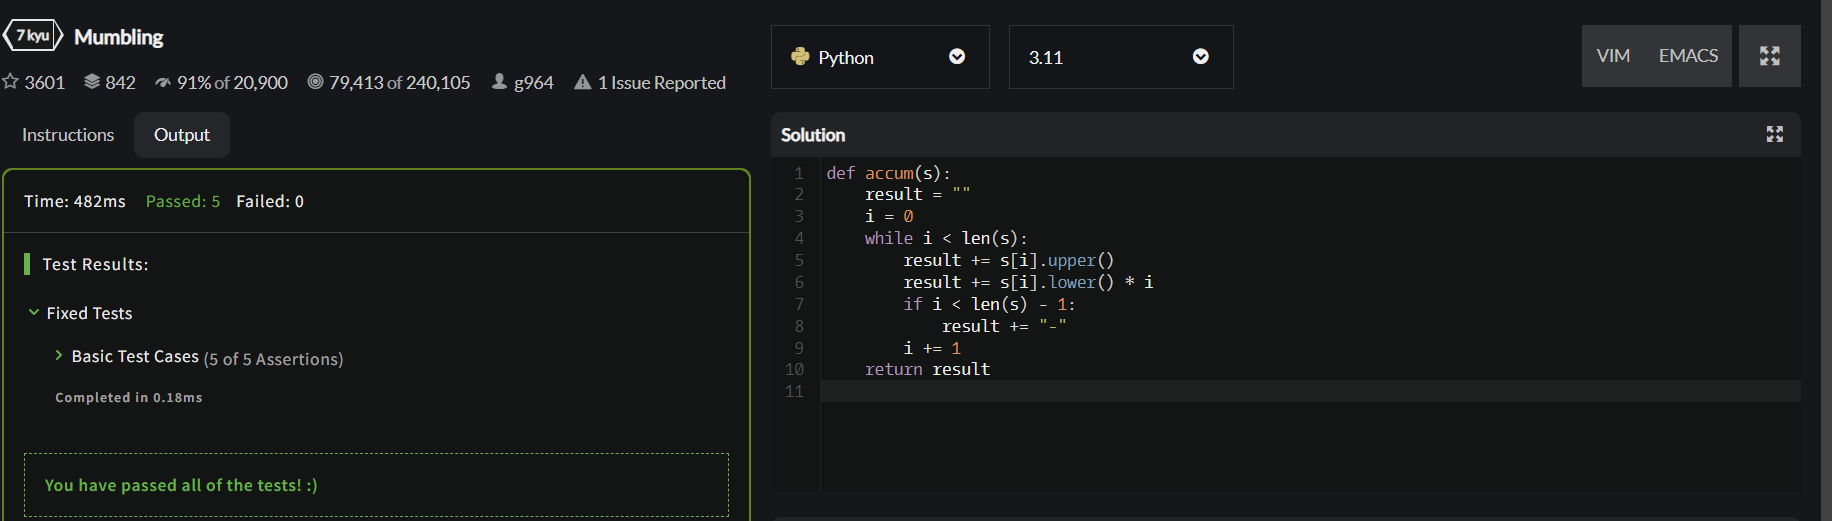 7 kyu Mumbling
3601 842 91% of 20,900 79,413 of 240,105 g964 1 Issue Reported
Instructions Output
Time: 482ms Passed: 5 Failed: 0
Test Results:
Fixed Tests
Basic Test Cases (5 of 5 Assertions)
Completed in 0.18ms
You have passed all of the tests! :)
Python 3.11 VIM EMACS
Solution
1 def accum(s):
2     result = ""
3     i = 0
4     while i < len(s):
5         result += s[i].upper()
6         result += s[i].lower() * i
7         if i < len(s) - 1:
8             result += "-"
9         i += 1
10     return result
11